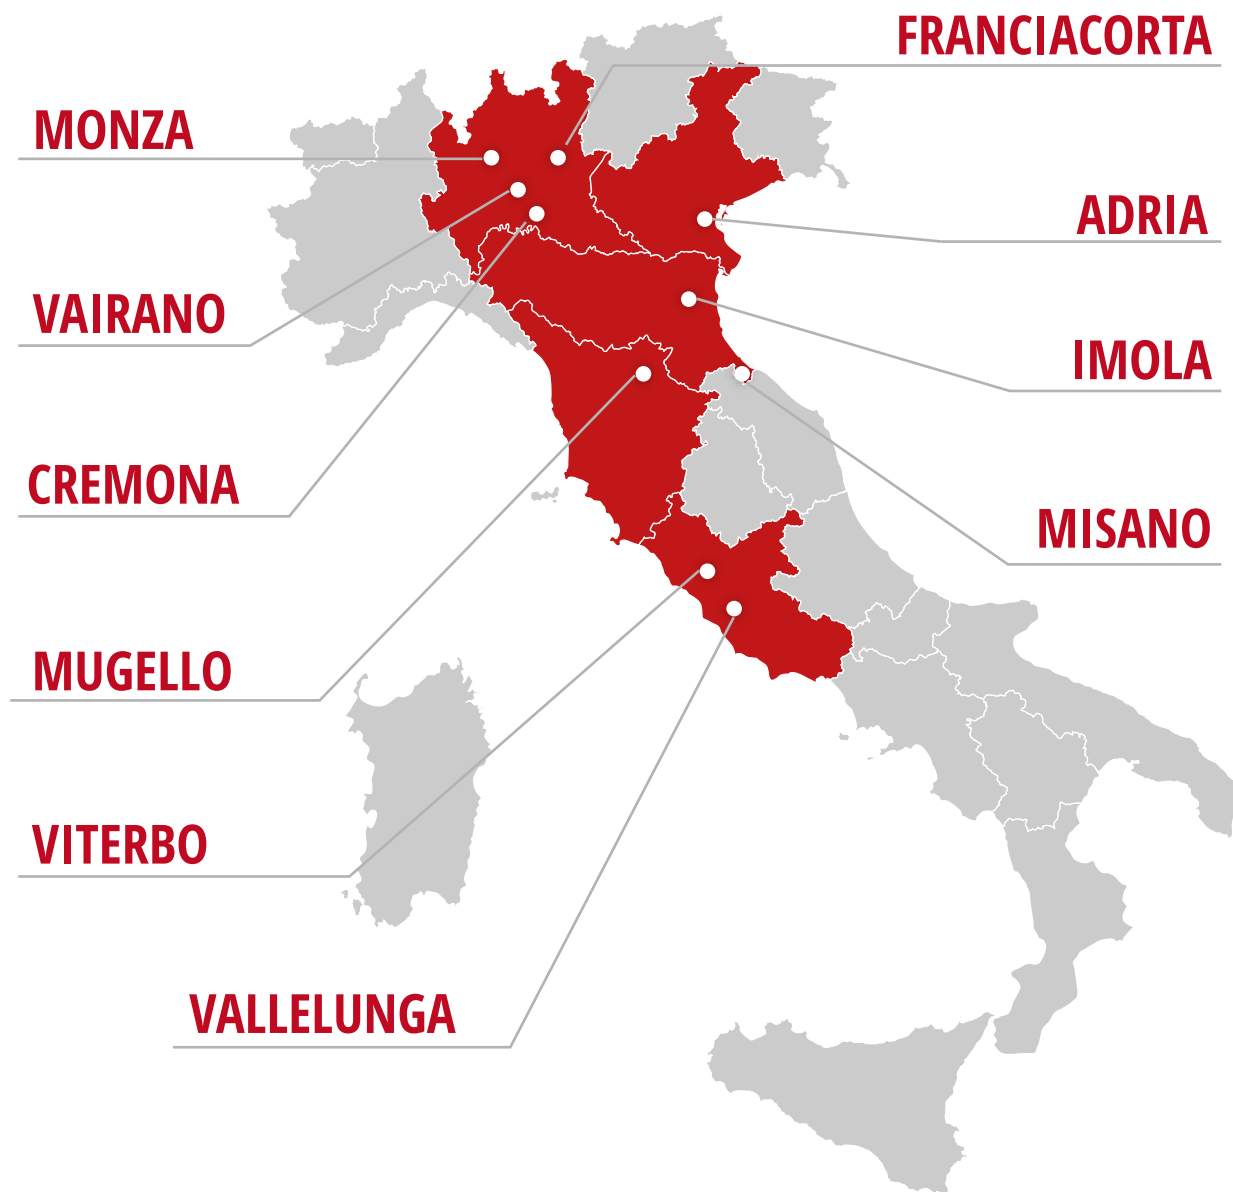 FRANCIACORTA
MONZA
ADRIA
VAIRANO
IMOLA
CREMONA
MISANO
MUGELLO
VITERBO
VALLELUNGA